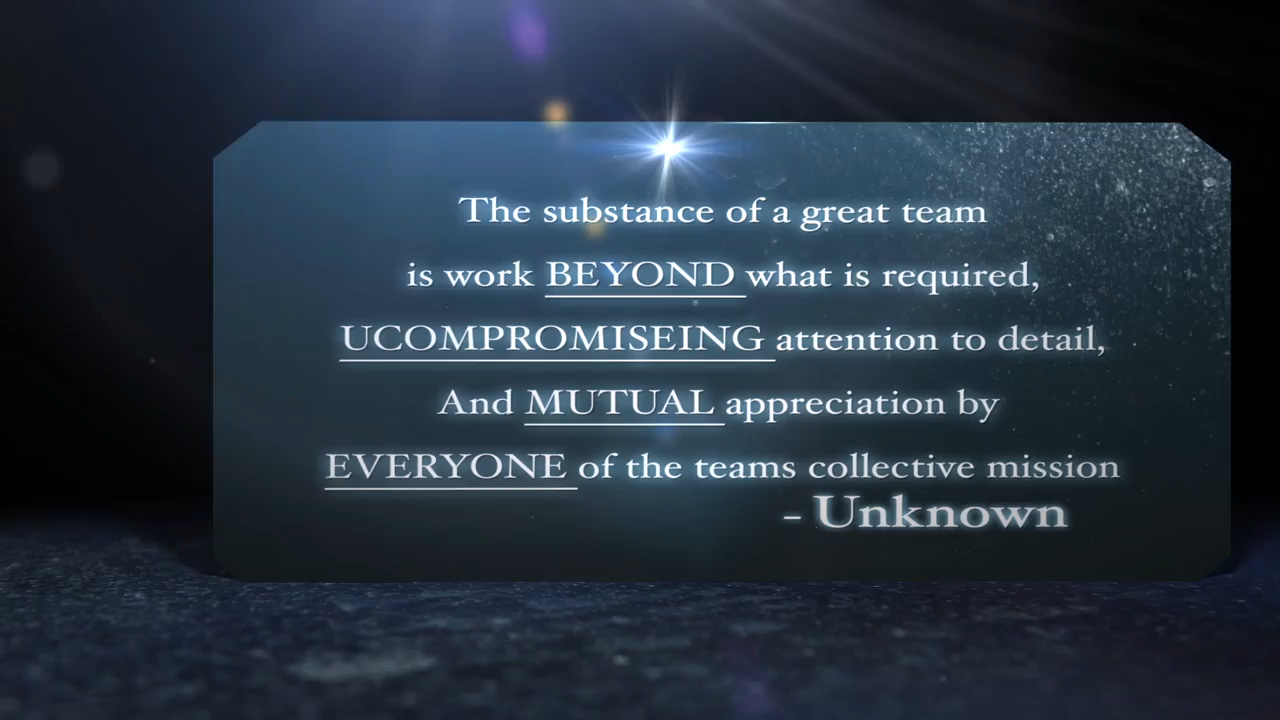 The substance of a great team
is work BEYOND what is required,
UCOMPROMISEING attention to detail,
And MUTUAL appreciation by
EVERYONE of the teams collective mission
- Unknown